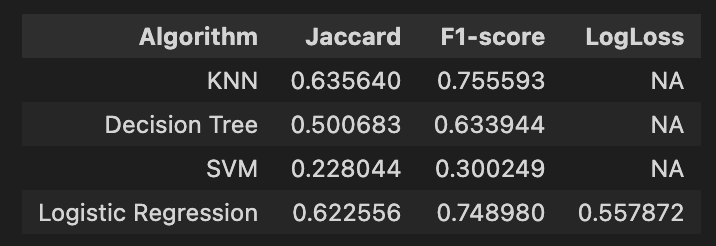 Algorithm Jaccard F1-score LogLoss
KNN 0.635640 0.755593 NA
Decision Tree 0.500683 0.633944 NA
SVM 0.228044 0.300249 NA
Logistic Regression 0.622556 0.748980 0.557872